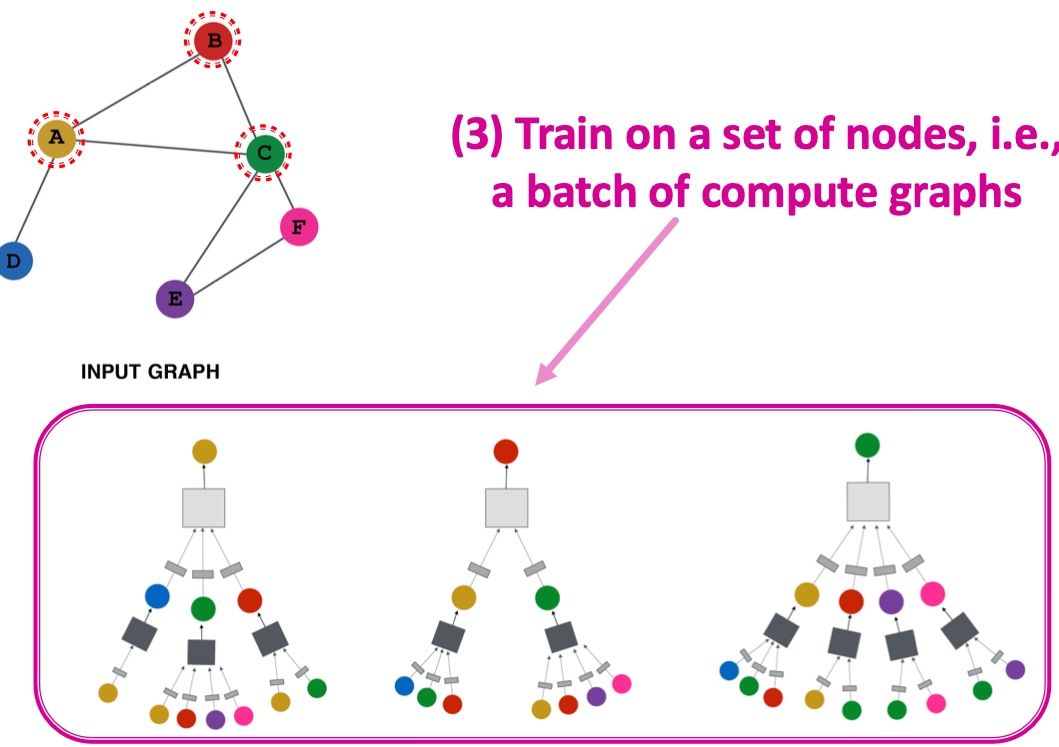 B
A
C
(3) Train on a set of nodes, i.e.,
a batch of compute graphs
F
D
E
INPUT GRAPH